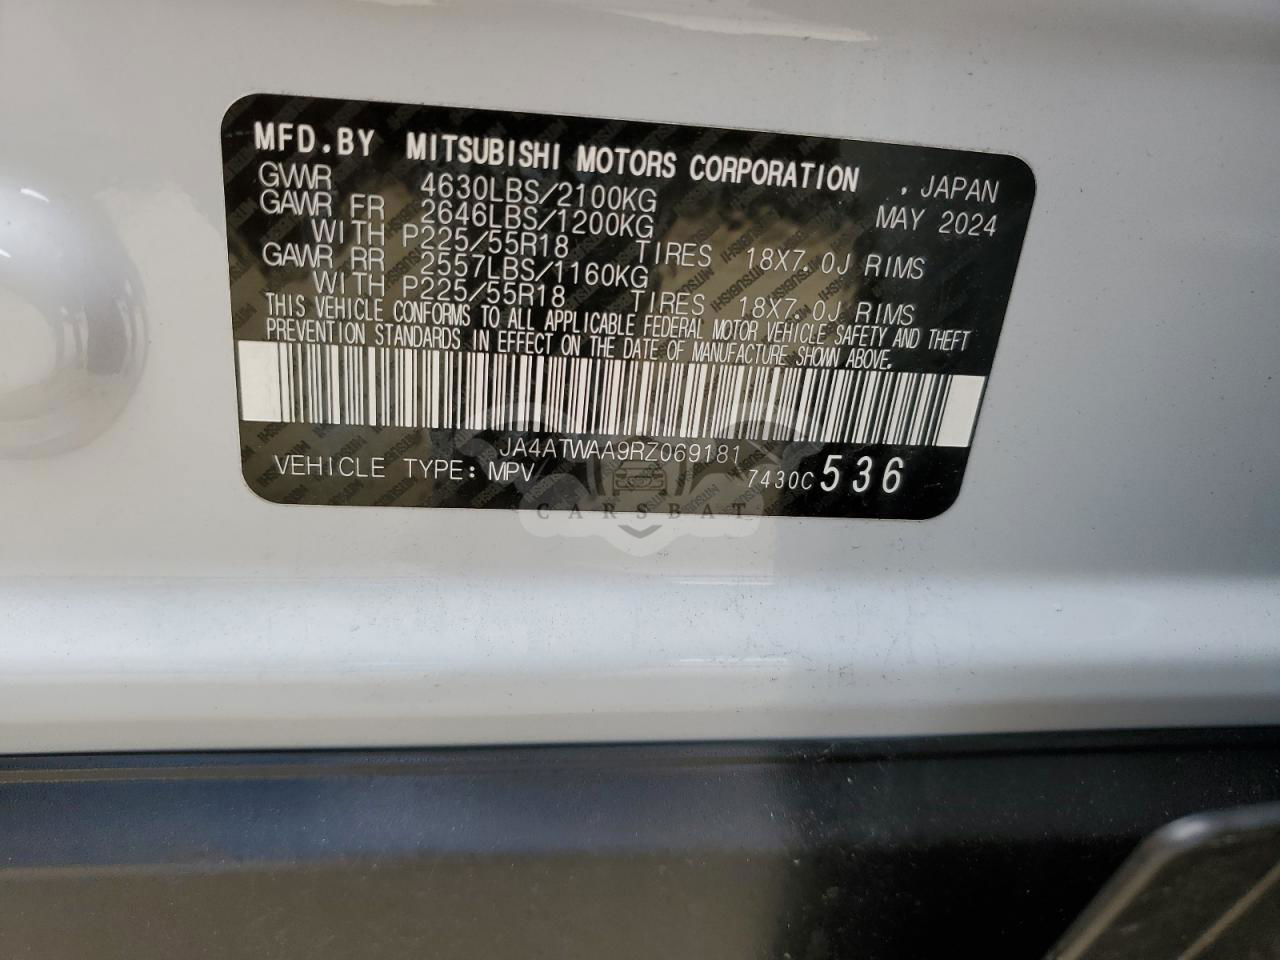 MFD.BY MITSUBISHI MOTORS CORPORATION , JAPAN
GVWR 4630LBS/2100KG MAY 2024
GAWR FR 2646LBS/1200KG
WITH P225/55R18 TIRES 18X7.0J RIMS
GAWR RR 2557LBS/1160KG
WITH P225/55R18 TIRES 18X7.0J RIMS
THIS VEHICLE CONFORMS TO ALL APPLICABLE FEDERAL MOTOR VEHICLE SAFETY AND THEFT
PREVENTION STANDARDS IN EFFECT ON THE DATE OF MANUFACTURE SHOWN ABOVE.
JA4ATWAA9RZ069181
VEHICLE TYPE: MPV 7430C 536
CARSBAT